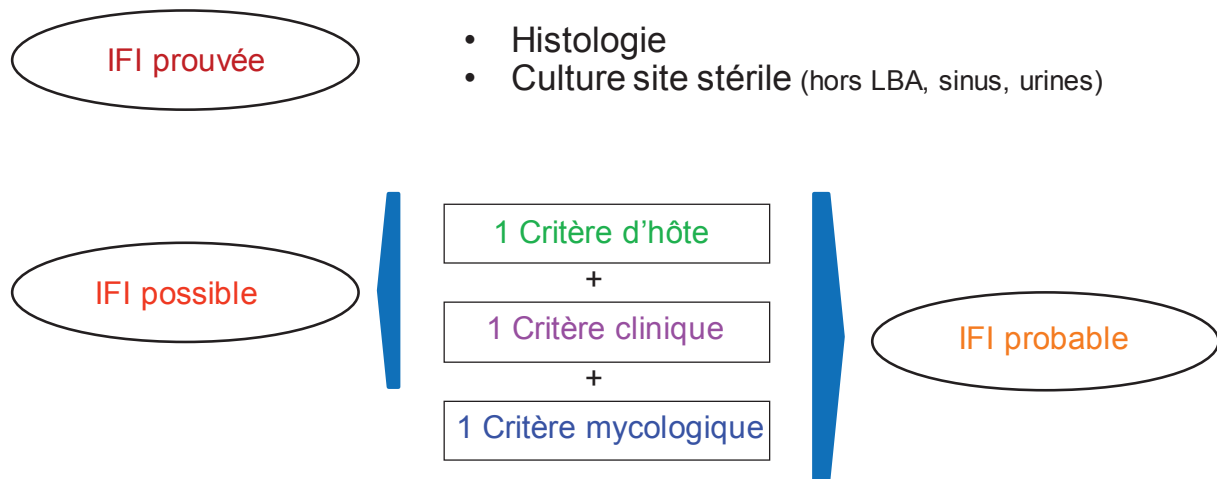 IFI prouvée
• Histologie
• Culture site stérile (hors LBA, sinus, urines)
IFI possible
1 Critère d'hôte
+
1 Critère clinique
+
1 Critère mycologique
IFI probable